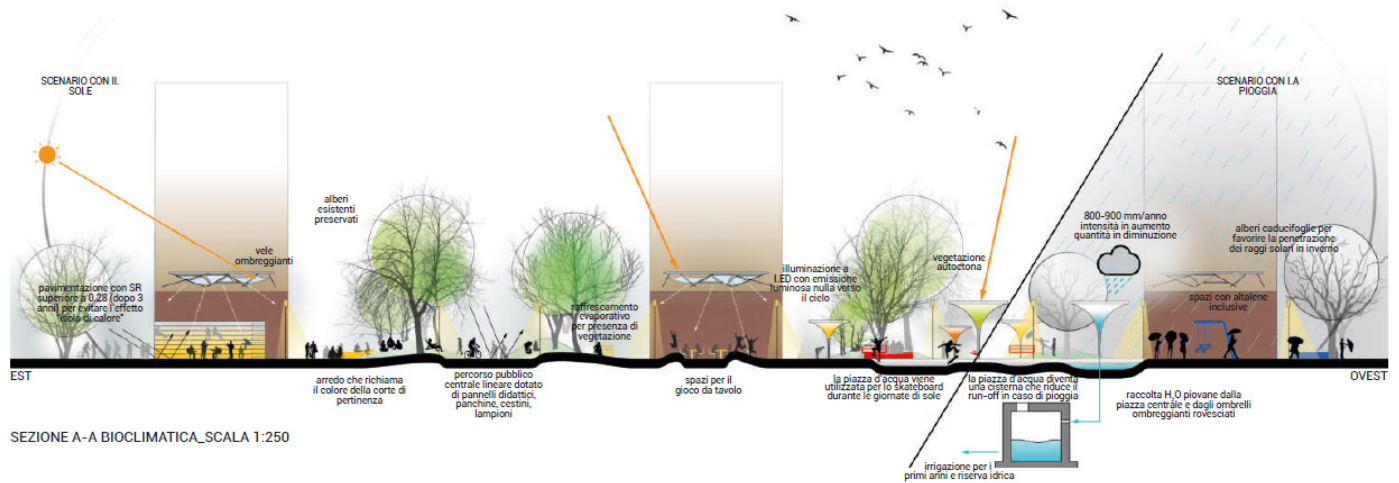 SCENARIO CON IL
SOLE
SCENARIO CON LA
PIOGGIA
alberi
esistenti
preservati
vele
ombreggianti
pavimentazione con SR
superiore a 0,28 (dopo 3
anni) per evitare l'effetto
"isola di calore"
raffrescamento
evaporativo
per presenza di
vegetazione
illuminazione a
LED con emissione
luminosa nulla verso
il cielo
vegetazione
autoctona
800-900 mm/anno
intensità in aumento
quantità in diminuzione
alberi caducifoglie per
favorire la penetrazione
dei raggi solari in inverno
spazi con altalene
inclusive
EST
OVEST
arredo che richiama
il colore della corte di
pertinenza
percorso pubblico
centrale lineare dotato
di pannelli didattici,
panchine, cestini,
lampioni
spazi per il
gioco da tavolo
la piazza d'acqua viene
utilizzata per lo skateboard
durante le giornate di sole
la piazza d'acqua diventa
una cisterna che riduce il
run-off in caso di pioggia
raccolta H₂O piovane dalla
piazza centrale e dagli ombrelli
ombreggianti rovesciati
SEZIONE A-A BIOCLIMATICA_SCALA 1:250
irrigazione per i
primi anni e riserva idrica